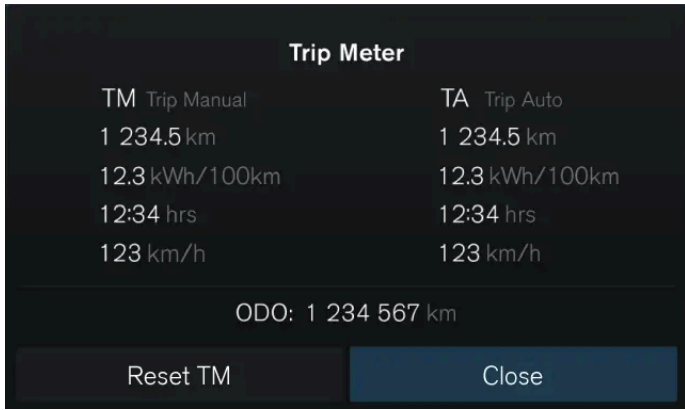 Trip Meter
TM Trip Manual
TA Trip Auto
1 234.5 km
1 234.5 km
12.3 kWh/100km
12.3 kWh/100km
12:34 hrs
12:34 hrs
123 km/h
123 km/h
ODO: 1 234 567 km
Reset TM
Close